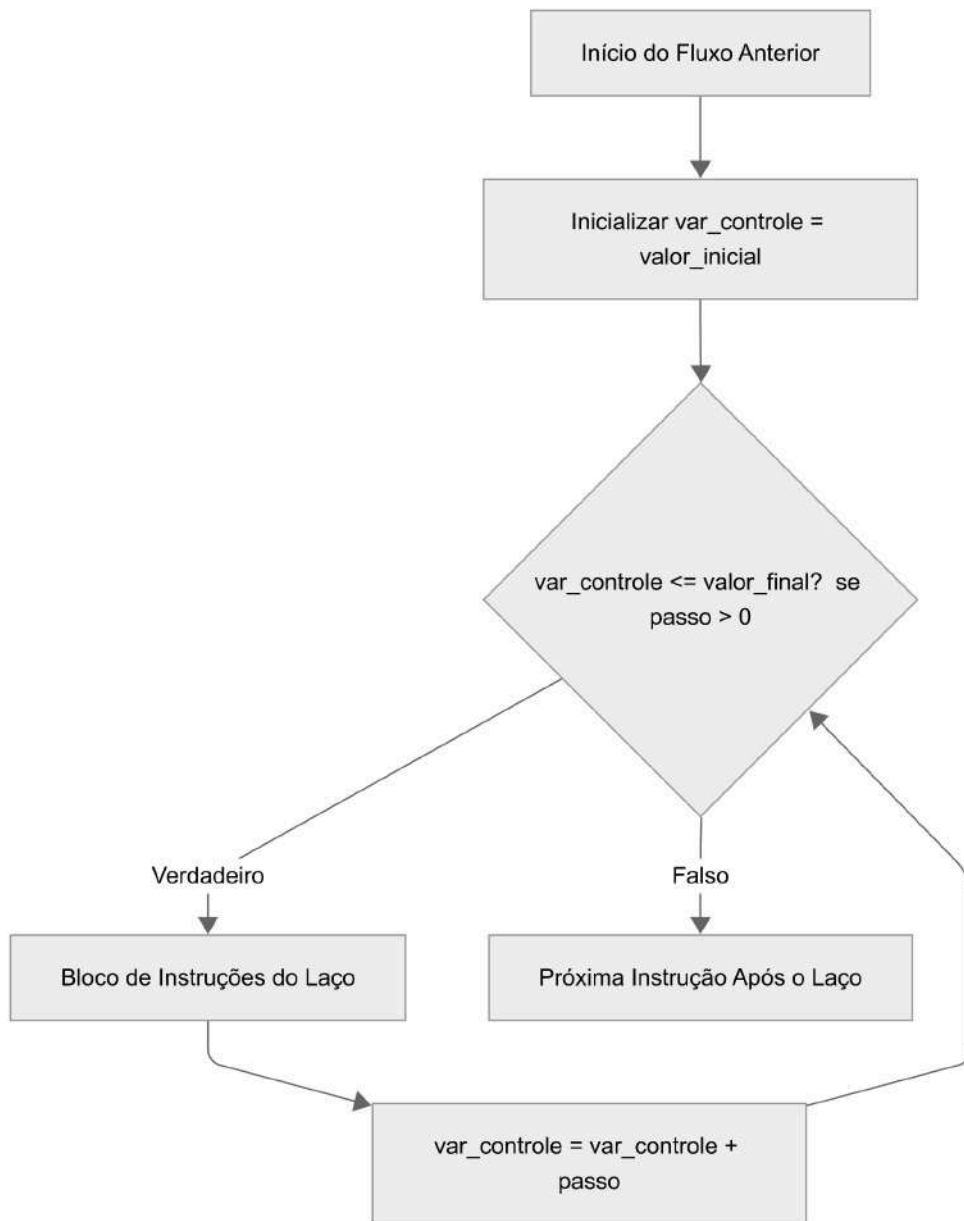 Início do Fluxo Anterior
Inicializar var_controle =
valor_inicial
var_controle <= valor_final? se
passo > 0
Verdadeiro
Falso
Bloco de Instruções do Laço
Próxima Instrução Após o Laço
var_controle = var_controle +
passo